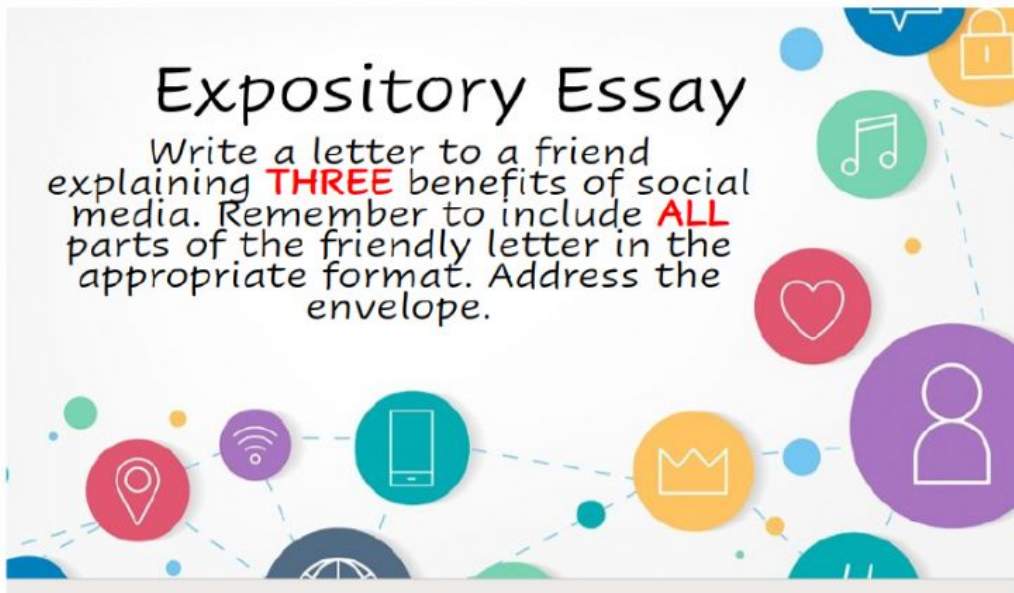 Expository Essay
Write a letter to a friend
explaining THREE benefits of social
media. Remember to include ALL
parts of the friendly letter in the
appropriate format. Address the
envelope.